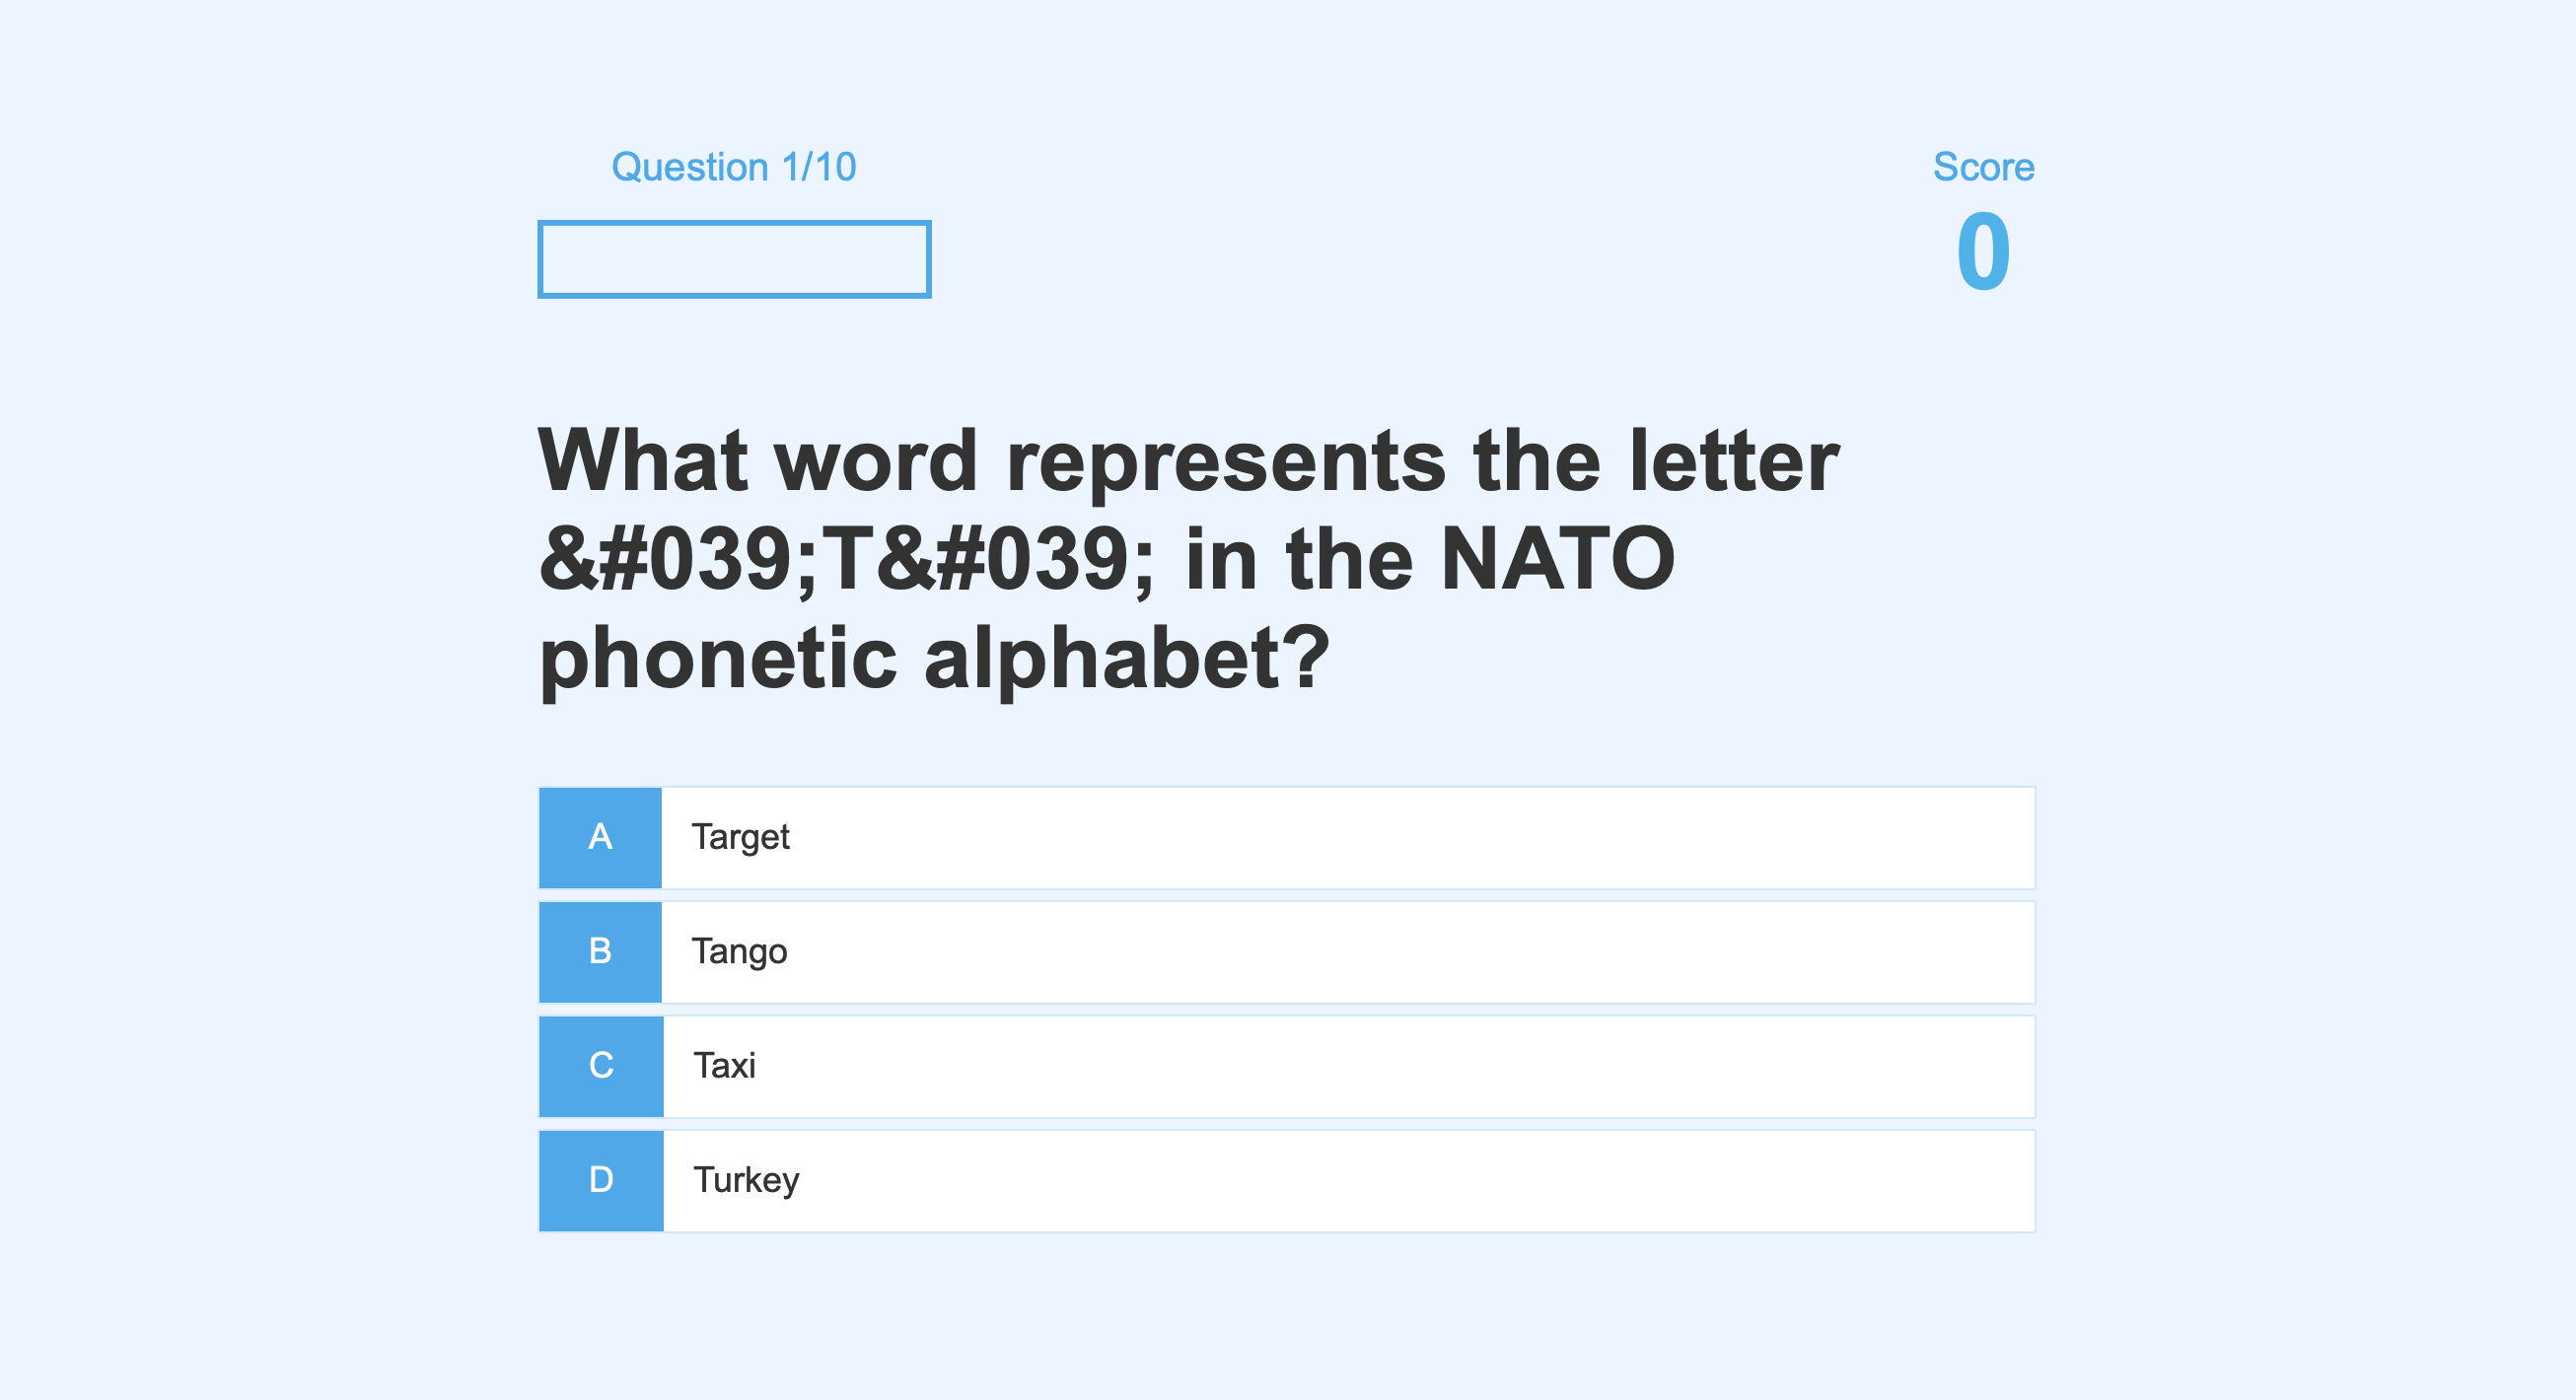 Question 1/10
Score
0
What word represents the letter
&#039;T&#039; in the NATO
phonetic alphabet?
A Target
B Tango
C Taxi
D Turkey